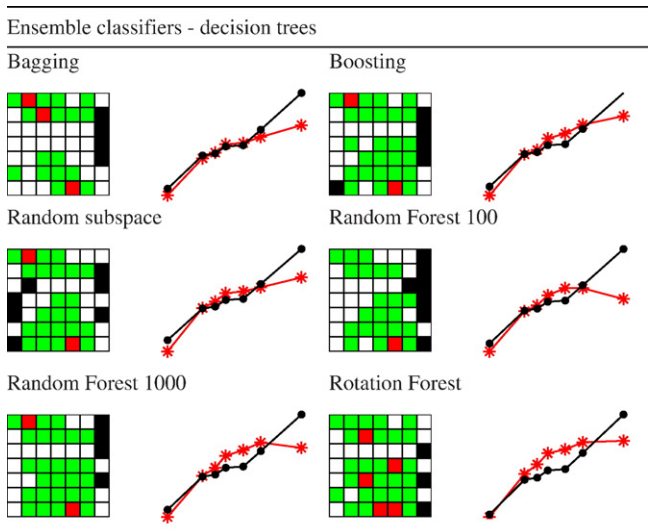 Ensemble classifiers - decision trees
Bagging
Boosting
Random subspace
Random Forest 100
Random Forest 1000
Rotation Forest